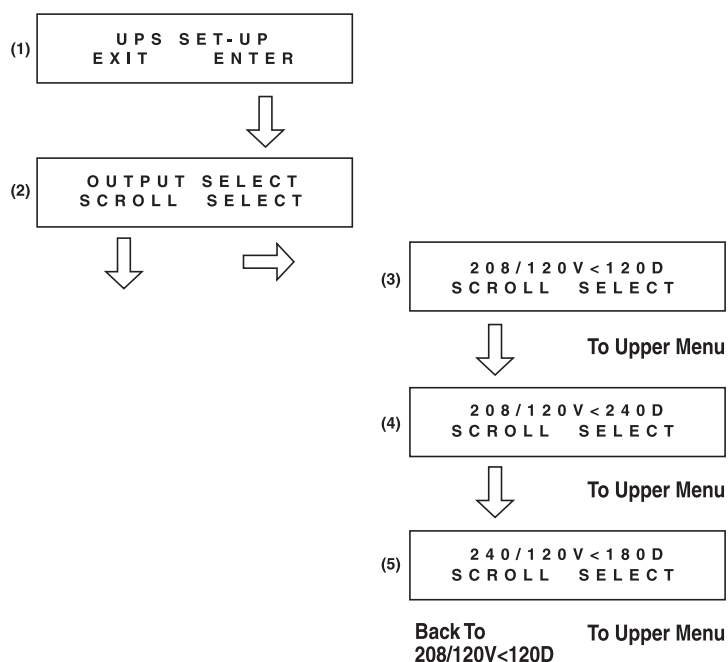 (1)
UPS SET-UP
EXIT ENTER
(2)
OUTPUT SELECT
SCROLL SELECT
(3)
208/120V<120D
SCROLL SELECT
To Upper Menu
(4)
208/120V<240D
SCROLL SELECT
To Upper Menu
(5)
240/120V<180D
SCROLL SELECT
Back To
208/120V<120D
To Upper Menu